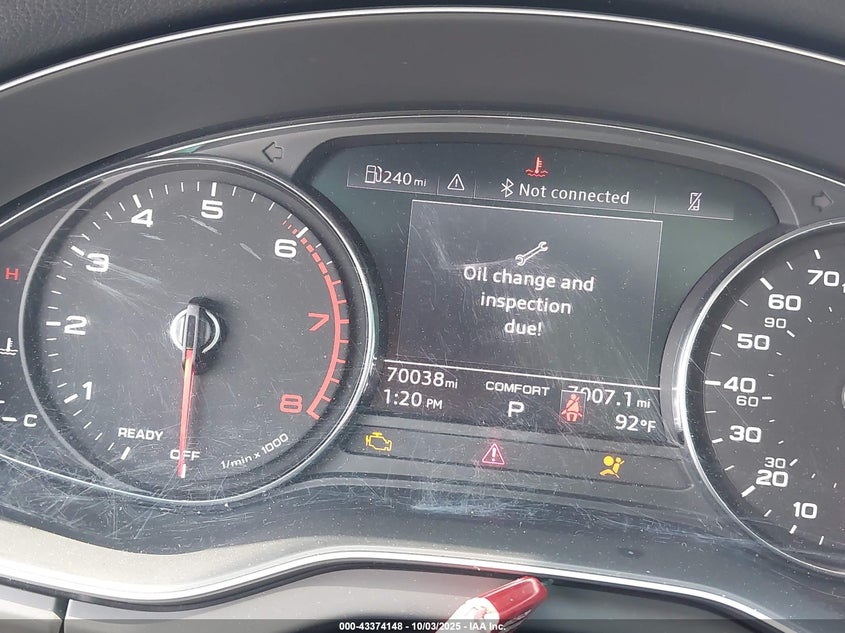 240 mi
Not connected
Oil change and
inspection
due!
70038 mi
COMFORT
7007.1 mi
1:20 PM
P
92°F
H
C
1
2
3
4
5
6
7
8
READY
OFF
1/min x 1000
10
20
30
30
40
60
50
60
90
70
000-43374148 - 10/03/2025 - IAA Inc.